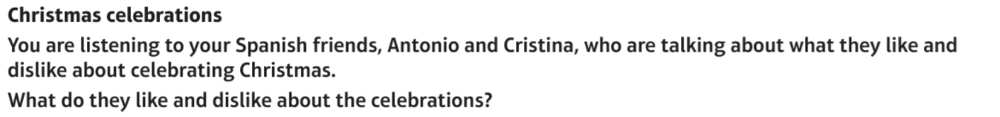 Christmas celebrations
You are listening to your Spanish friends, Antonio and Cristina, who are talking about what they like and
dislike about celebrating Christmas.
What do they like and dislike about the celebrations?